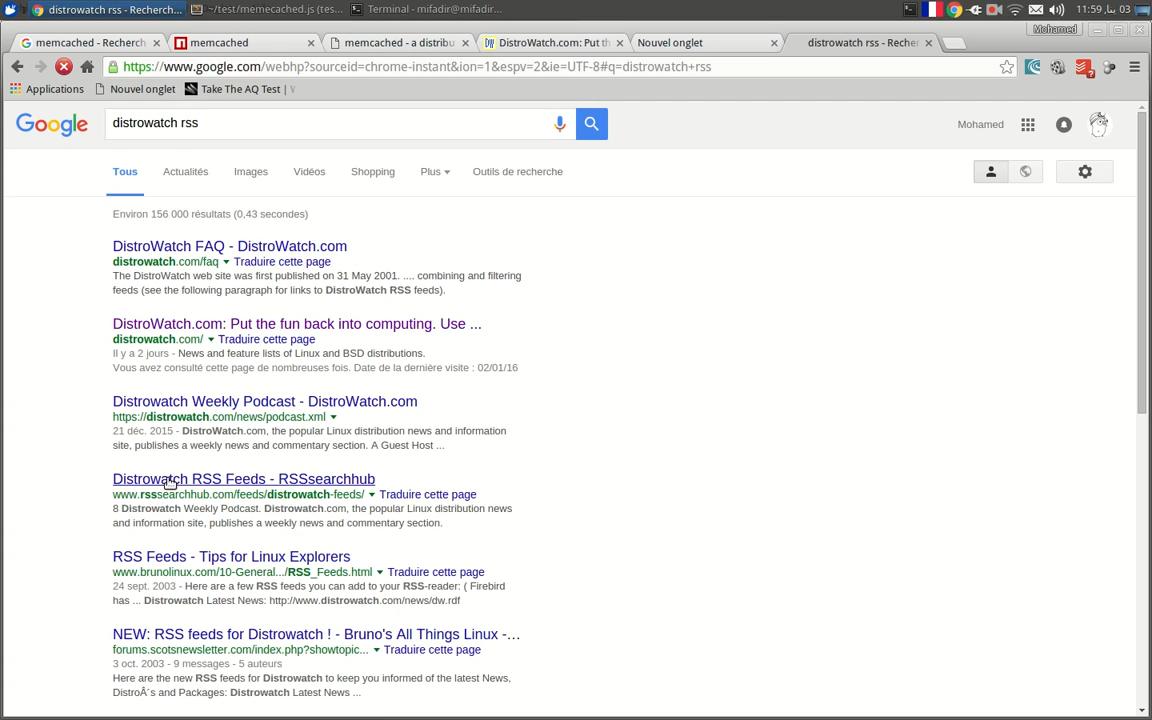 distrowatch rss - Recherch...
~/test/memecached.js (tes...
Terminal - mifadir@mifadir...
11:59 ,ينا 03
Mohamed
memcached - Recherch
memcached
memcached - a distribu
DistroWatch.com: Put th
Nouvel onglet
distrowatch rss - Recher
https://www.google.com/webhp?sourceid=chrome-instant&ion=1&espv=2&ie=UTF-8#q=distrowatch+rss
Applications
Nouvel onglet
Take The AQ Test |
Google
distrowatch rss
Mohamed
Tous
Actualités
Images
Vidéos
Shopping
Plus
Outils de recherche
Environ 156 000 résultats (0,43 secondes)
DistroWatch FAQ - DistroWatch.com
distrowatch.com/faq Traduire cette page
The DistroWatch web site was first published on 31 May 2001. .... combining and filtering
feeds (see the following paragraph for links to DistroWatch RSS feeds).
DistroWatch.com: Put the fun back into computing. Use ...
distrowatch.com/ Traduire cette page
Il y a 2 jours - News and feature lists of Linux and BSD distributions.
Vous avez consulté cette page de nombreuses fois. Date de la dernière visite : 02/01/16
Distrowatch Weekly Podcast - DistroWatch.com
https://distrowatch.com/news/podcast.xml
21 déc. 2015 - DistroWatch.com, the popular Linux distribution news and information
site, publishes a weekly news and commentary section. A Guest Host ...
Distrowatch RSS Feeds - RSSsearchhub
www.rsssearchhub.com/feeds/distrowatch-feeds/ Traduire cette page
8 Distrowatch Weekly Podcast. Distrowatch.com, the popular Linux distribution news
and information site, publishes a weekly news and commentary section.
RSS Feeds - Tips for Linux Explorers
www.brunolinux.com/10-General.../RSS_Feeds.html Traduire cette page
24 sept. 2003 - Here are a few RSS feeds you can add to your RSS-reader: ( Firebird
has ... Distrowatch Latest News: http://www.distrowatch.com/news/dw.rdf
NEW: RSS feeds for Distrowatch ! - Bruno's All Things Linux -...
forums.scotsnewsletter.com/index.php?showtopic... Traduire cette page
3 oct. 2003 - 9 messages - 5 auteurs
Here are the new RSS feeds for Distrowatch to keep you informed of the latest News,
DistroÂ´s and Packages: Distrowatch Latest News ...